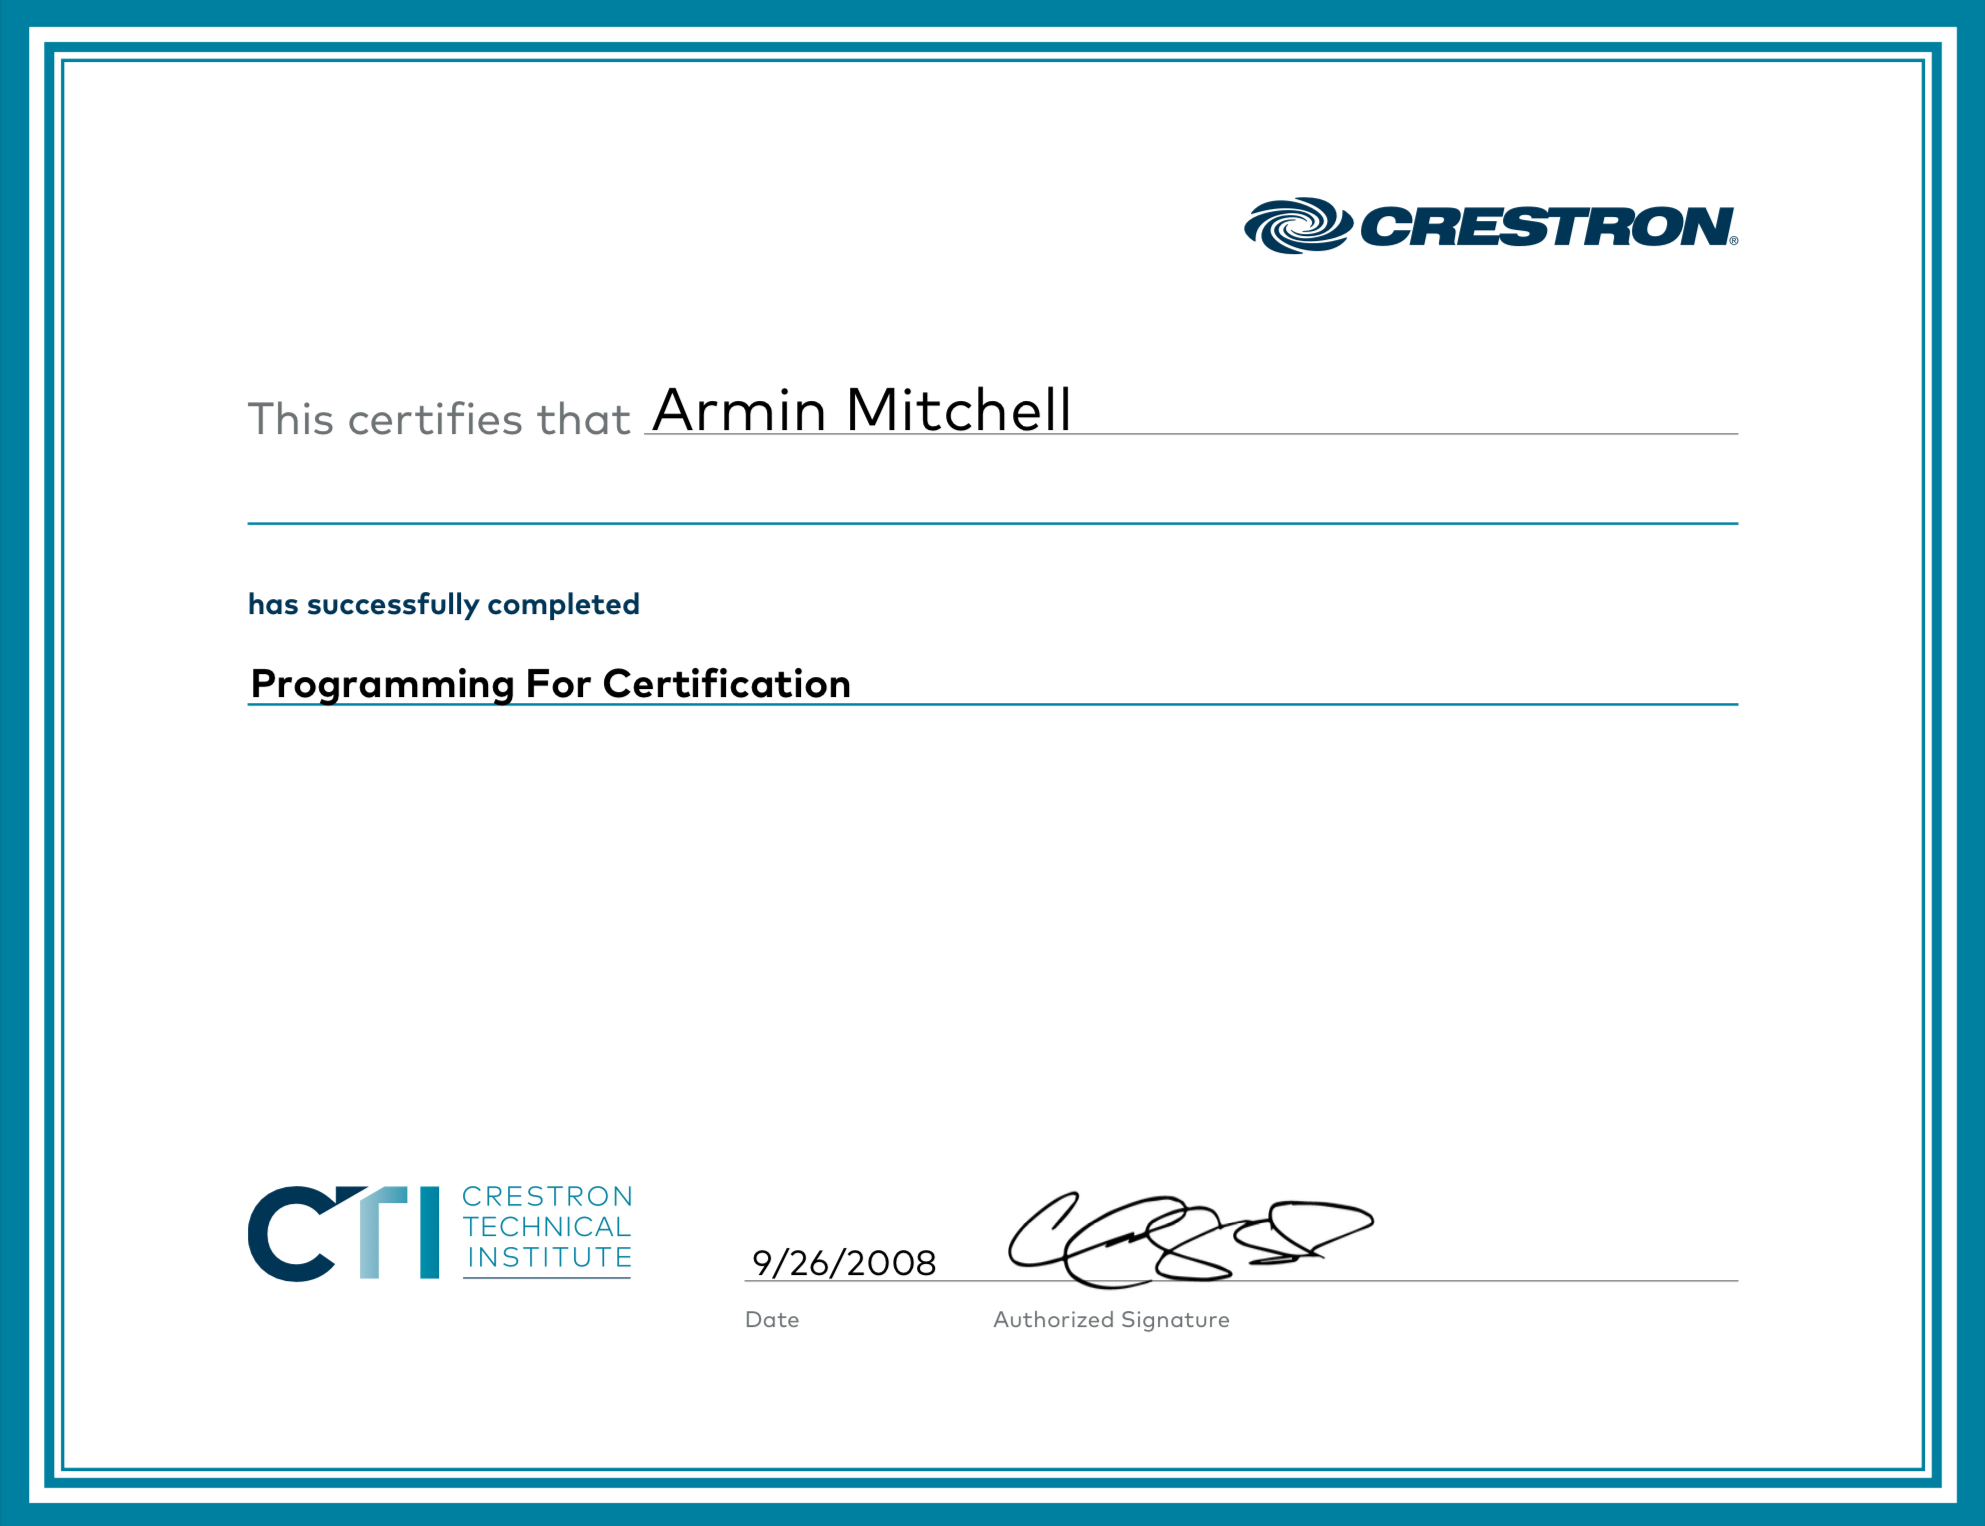 CRESTRON®
This certifies that Armin Mitchell
has successfully completed
Programming For Certification
CTI
CRESTRON
TECHNICAL
INSTITUTE
9/26/2008
Date
Authorized Signature